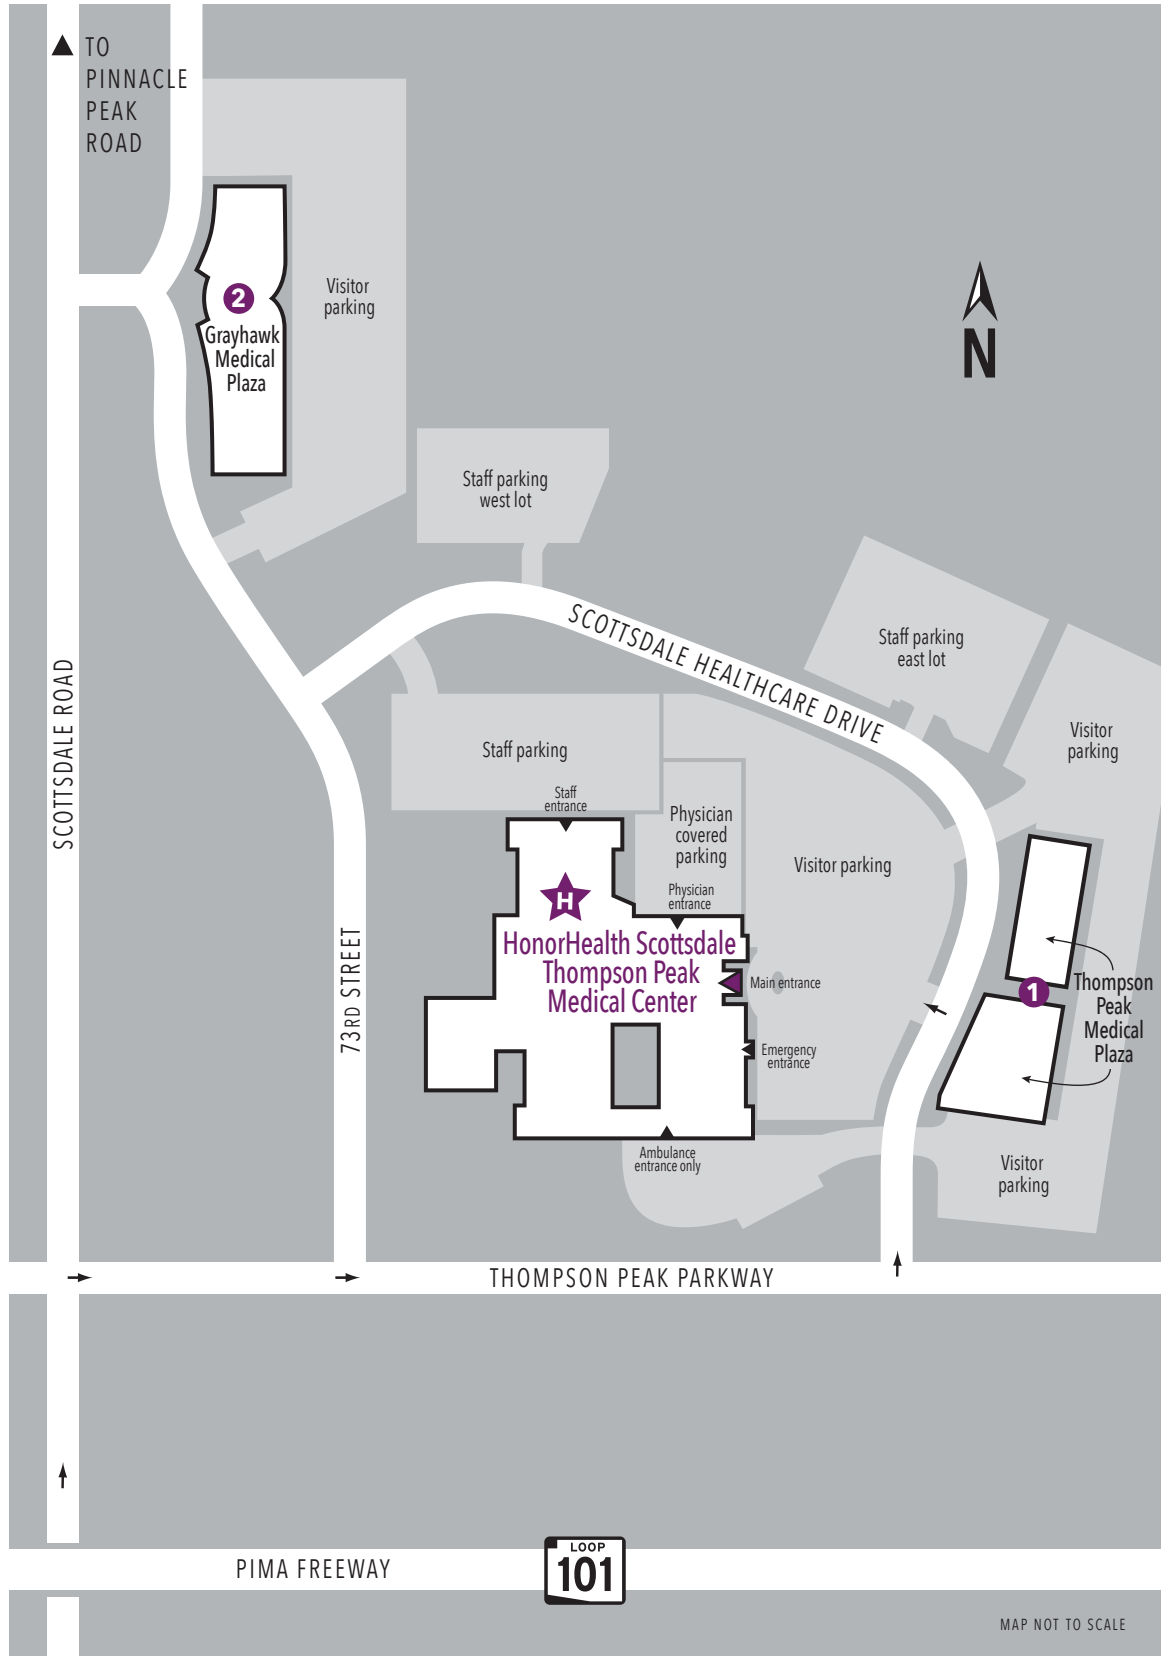 TO
PINNACLE
PEAK
ROAD
2
Grayhawk
Medical
Plaza
Visitor
parking
N
Staff parking
west lot
SCOTTSDALE HEALTHCARE DRIVE
Staff parking
east lot
Visitor
parking
SCOTTSDALE ROAD
Staff parking
Staff
entrance
Physician
covered
parking
Physician
entrance
Visitor parking
H
HonorHealth Scottsdale
Thompson Peak
Medical Center
Main entrance
Emergency
entrance
Ambulance
entrance only
73RD STREET
1
Thompson
Peak
Medical
Plaza
Visitor
parking
THOMPSON PEAK PARKWAY
PIMA FREEWAY
LOOP
101
MAP NOT TO SCALE